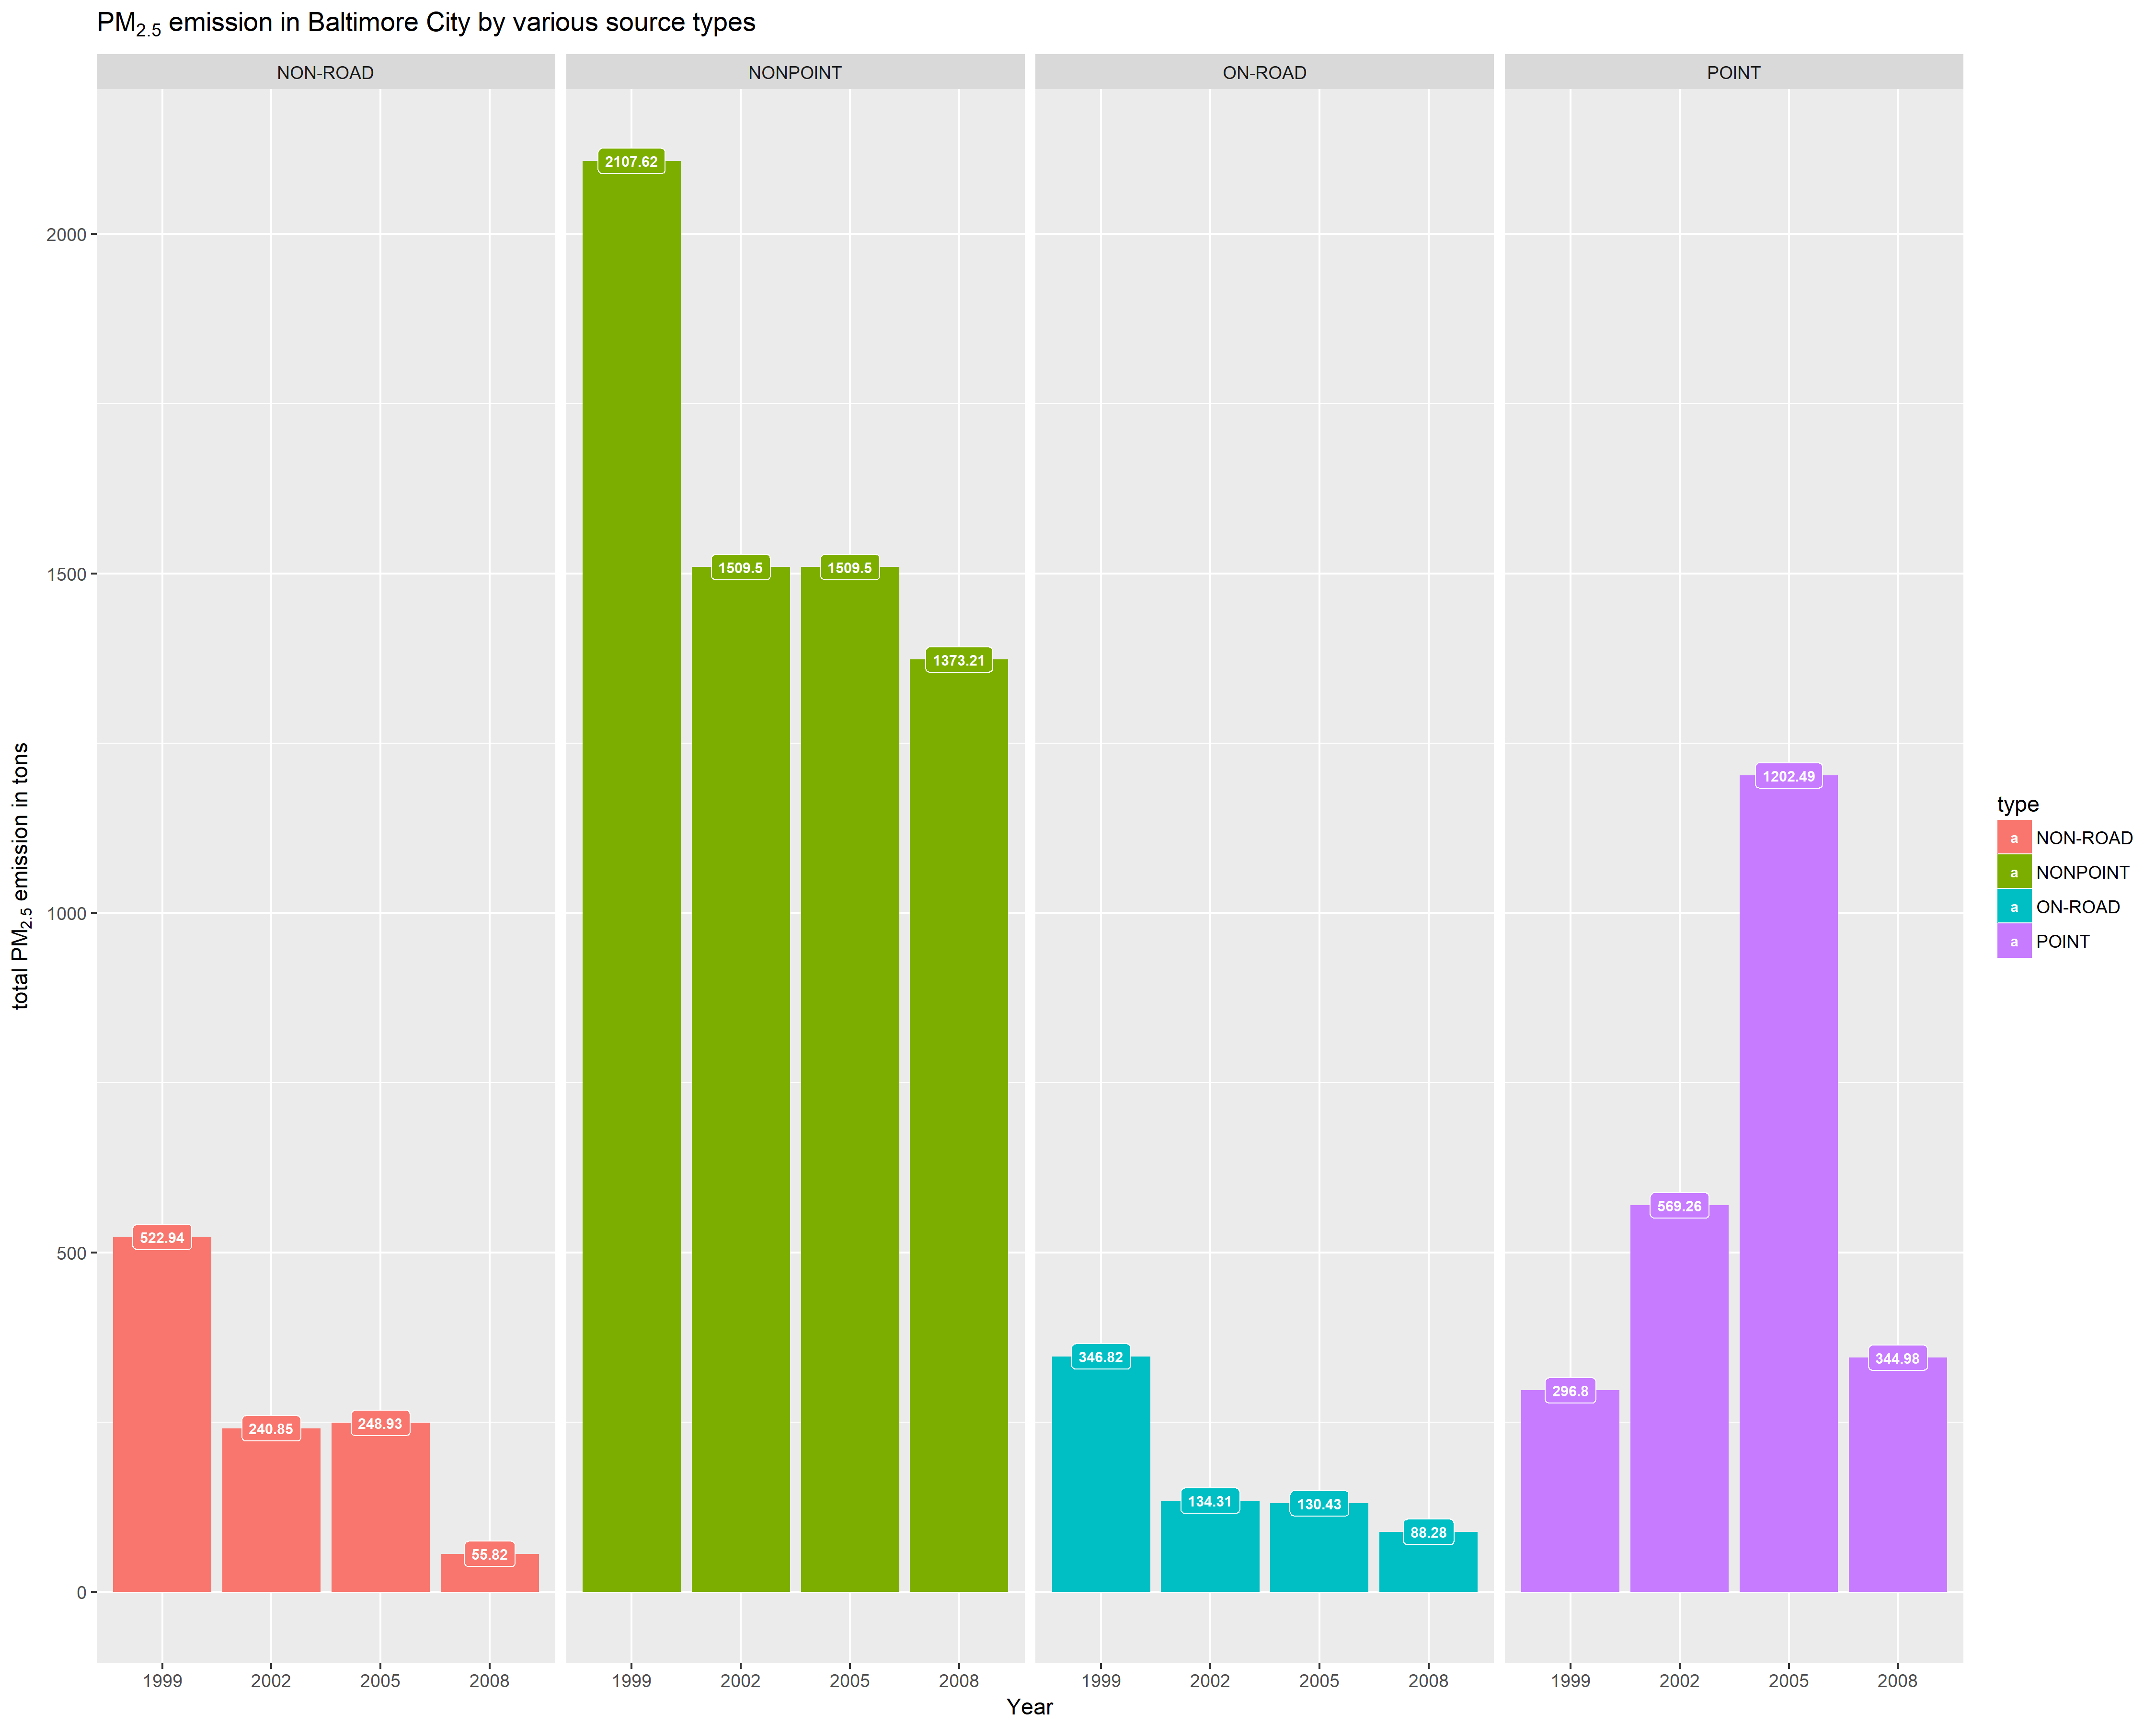 PM2.5 emission in Baltimore City by various source types
NON-ROAD
NONPOINT
ON-ROAD
POINT
total PM2.5 emission in tons
2000
1500
1000
500
0
522.94
240.85
248.93
55.82
2107.62
1509.5
1509.5
1373.21
346.82
134.31
130.43
88.28
296.8
569.26
1202.49
344.98
1999 2002 2005 2008
1999 2002 2005 2008
1999 2002 2005 2008
1999 2002 2005 2008
Year
type
a NON-ROAD
a NONPOINT
a ON-ROAD
a POINT